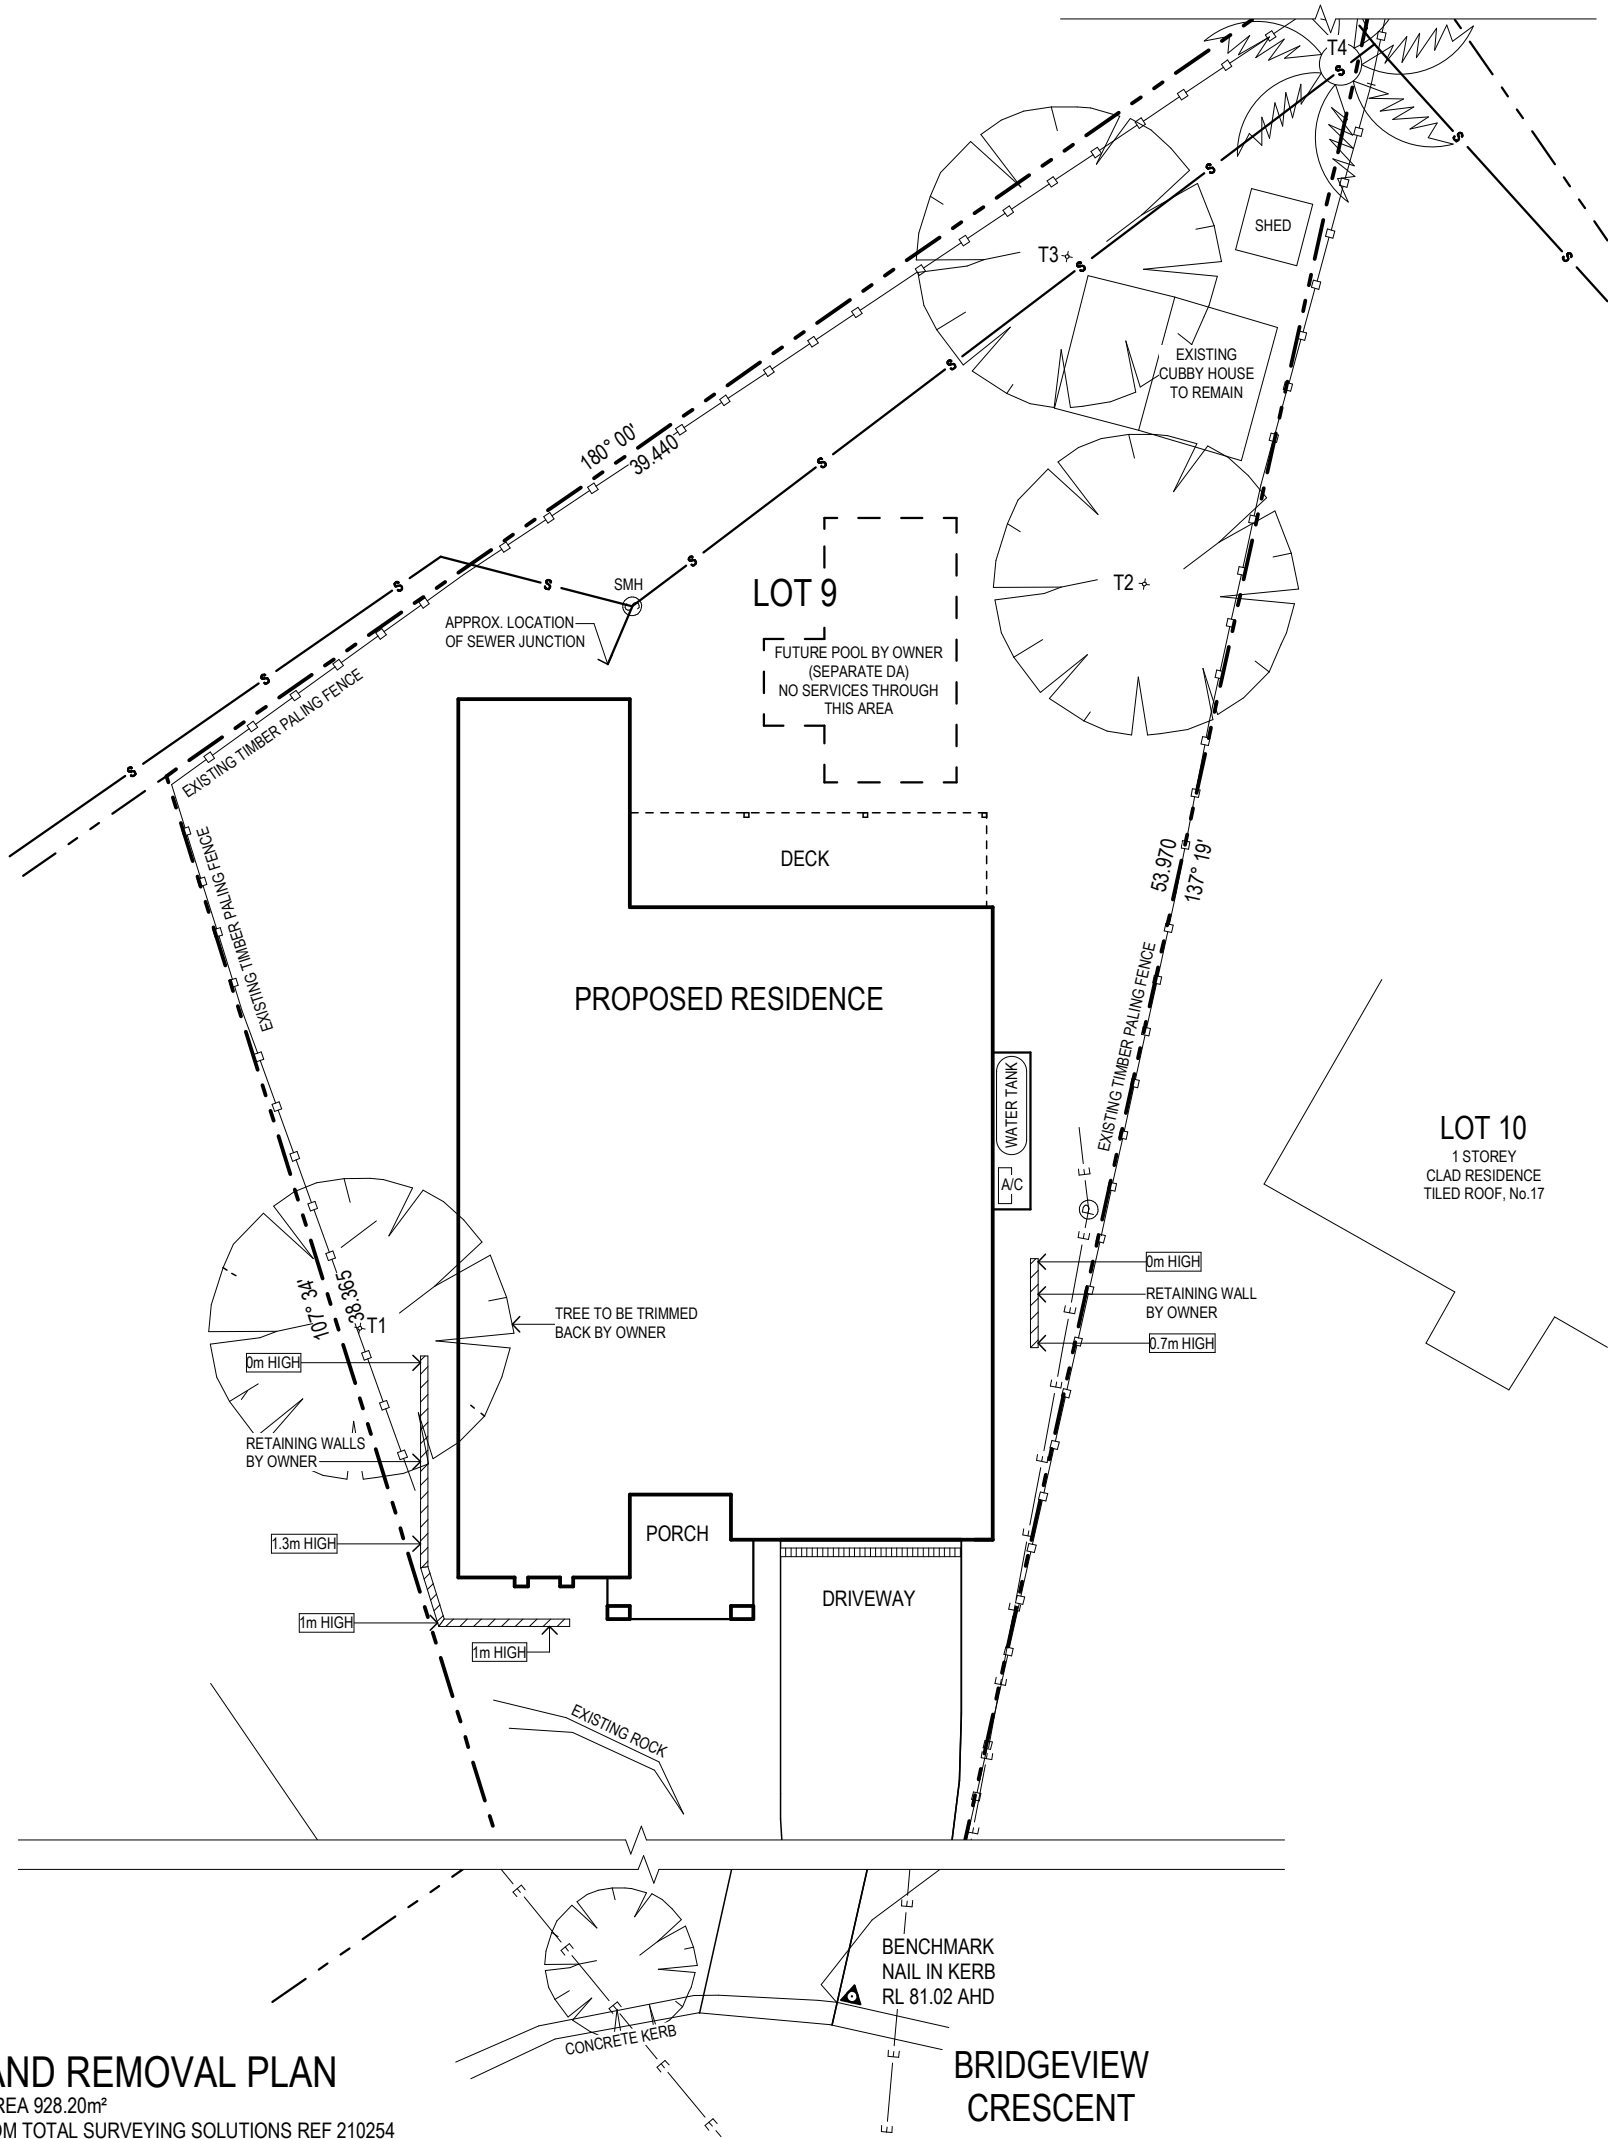 T4
S
S
S
SHED
T3
S
S
S
EXISTING
CUBBY HOUSE
TO REMAIN
180° 00'
39.440
S
S
T2
SMH
S
S
LOT 9
APPROX. LOCATION
OF SEWER JUNCTION
FUTURE POOL BY OWNER
(SEPARATE DA)
NO SERVICES THROUGH
THIS AREA
S
S
EXISTING TIMBER PALING FENCE
EXISTING TIMBER PALING FENCE
DECK
53.970
137° 19'
PROPOSED RESIDENCE
EXISTING TIMBER PALING FENCE
WATER TANK
A/C
E
P
E
LOT 10
1 STOREY
CLAD RESIDENCE
TILED ROOF, No.17
107° 34'
38.365
T1
TREE TO BE TRIMMED
BACK BY OWNER
0m HIGH
RETAINING WALL
BY OWNER
0.7m HIGH
E
E
0m HIGH
RETAINING WALLS
BY OWNER
E
1.3m HIGH
E
PORCH
DRIVEWAY
E
1m HIGH
1m HIGH
E
EXISTING ROCK
E
E
E
E
E
BENCHMARK
NAIL IN KERB
RL 81.02 AHD
E
CONCRETE KERB
E
E
E
E
BRIDGEVIEW
CRESCENT
AND REMOVAL PLAN
REA 928.20m²
OM TOTAL SURVEYING SOLUTIONS REF 210254